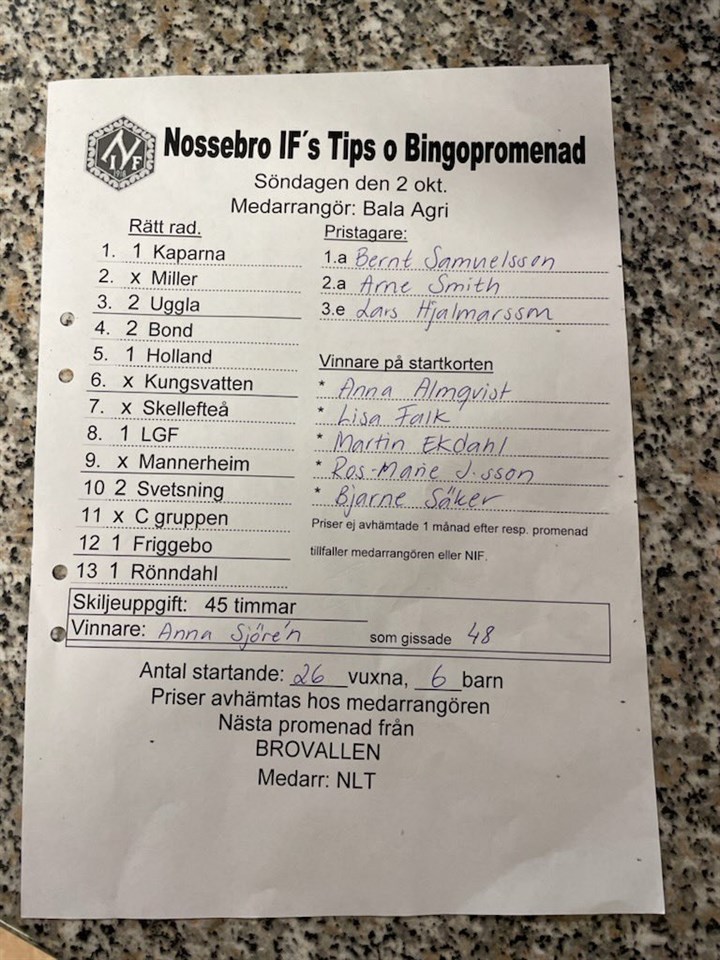 Nossebro IF´s Tips o Bingopromenad
Söndagen den 2 okt.
Medarrangör: Bala Agri
Rätt rad.
1. 1 Kaparna
2. x Miller
3. 2 Uggla
4. 2 Bond
5. 1 Holland
6. x Kungsvatten
7. x Skellefteå
8. 1 LGF
9. x Mannerheim
10 2 Svetsning
11 x C gruppen
12 1 Friggebo
13 1 Rönndahl
Pristagare:
1.a Bernt Samuelsson
2.a Arne Smith
3.e Lars Hjalmarsson
Vinnare på startkorten
* Anna Almqvist
* Lisa Falk
* Martin Ekdahl
* Ros-Marie J-sson
* Bjarne Säker
Priser ej avhämtade 1 månad efter resp. promenad
tillfaller medarrangören eller NIF.
Skiljeuppgift: 45 timmar
Vinnare: Anna Sjörén som gissade 48
Antal startande: 26 vuxna, 6 barn
Priser avhämtas hos medarrangören
Nästa promenad från
BROVALLEN
Medarr: NLT